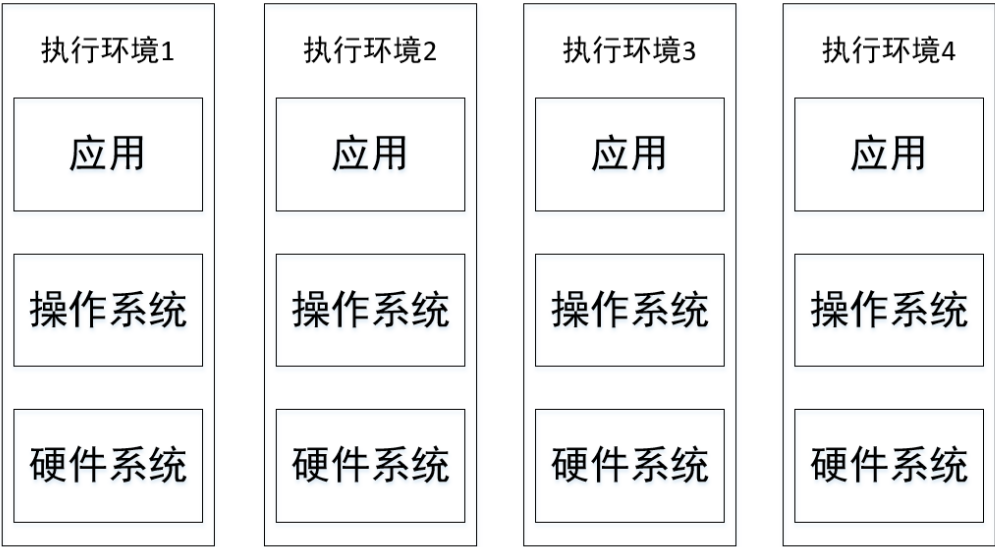 执行环境1
应用
操作系统
硬件系统
执行环境2
应用
操作系统
硬件系统
执行环境3
应用
操作系统
硬件系统
执行环境4
应用
操作系统
硬件系统